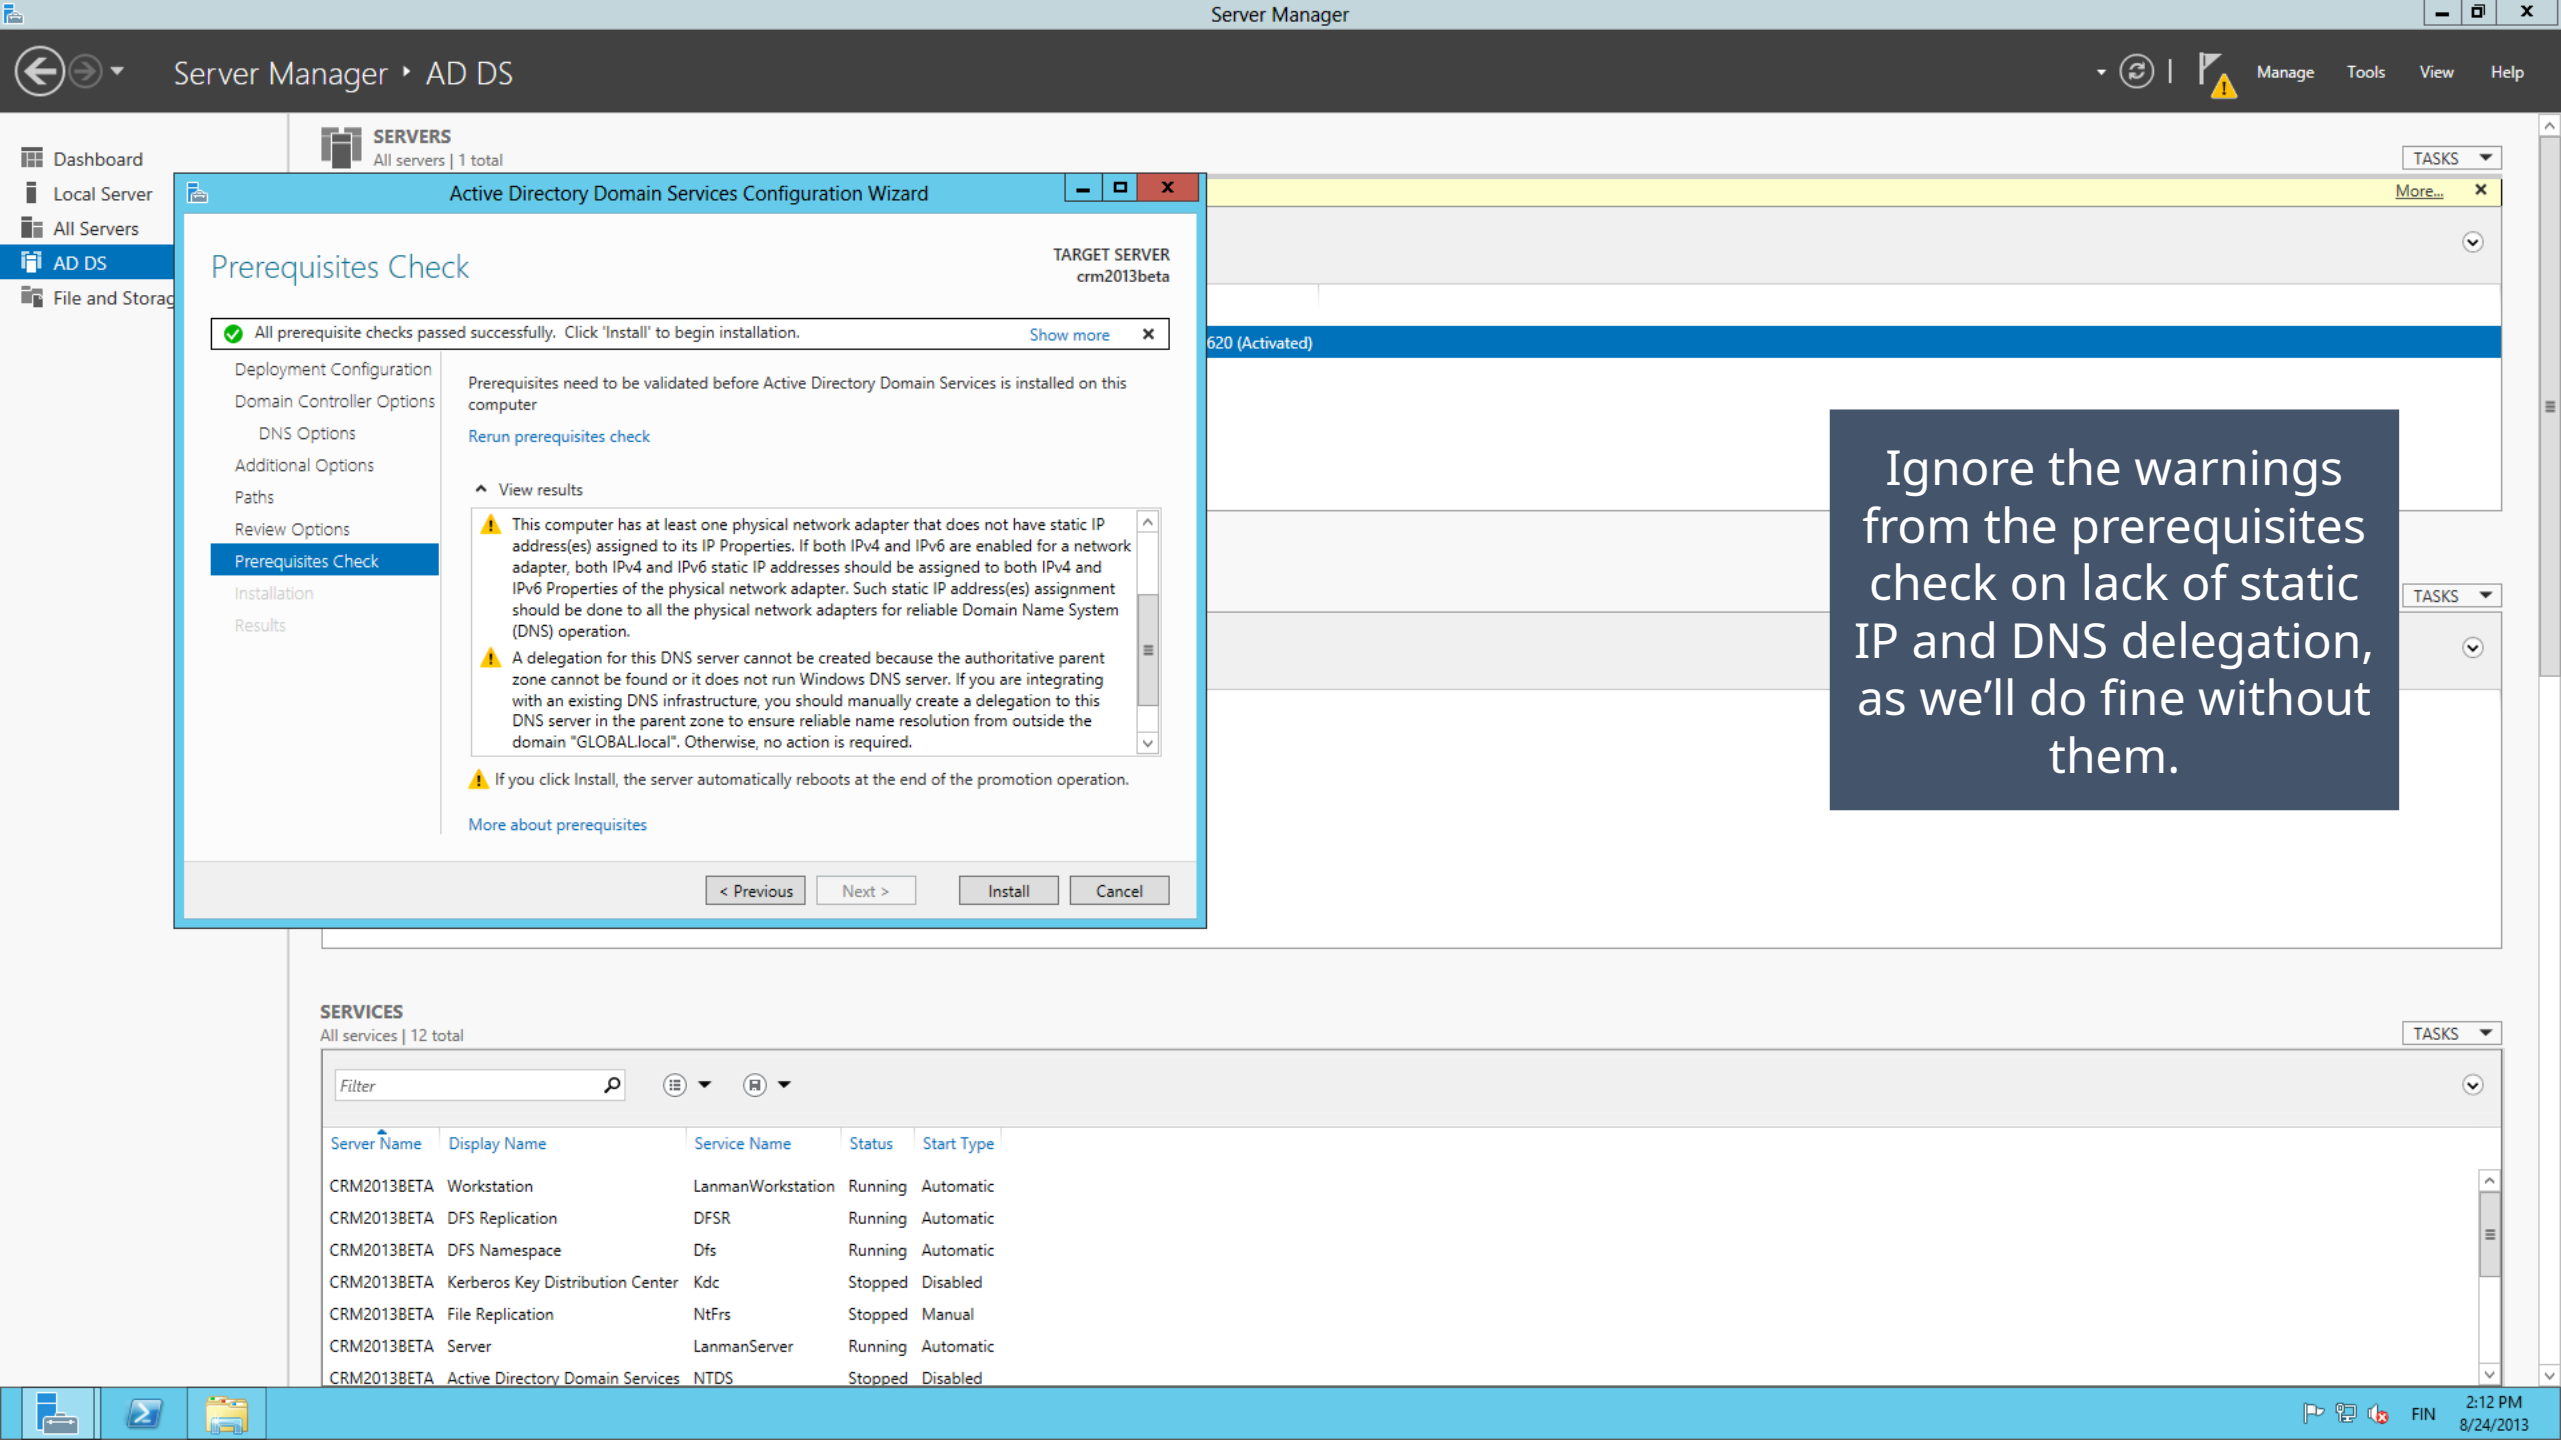 Server Manager
Server Manager ‣ AD DS
Manage Tools View Help
Dashboard
Local Server
All Servers
AD DS
File and Storag
SERVERS
All servers | 1 total
TASKS
More...
620 (Activated)
Active Directory Domain Services Configuration Wizard
Prerequisites Check
TARGET SERVER
crm2013beta
All prerequisite checks passed successfully. Click 'Install' to begin installation.
Show more
Deployment Configuration
Domain Controller Options
DNS Options
Additional Options
Paths
Review Options
Prerequisites Check
Installation
Results
Prerequisites need to be validated before Active Directory Domain Services is installed on this
computer
Rerun prerequisites check
View results
This computer has at least one physical network adapter that does not have static IP
address(es) assigned to its IP Properties. If both IPv4 and IPv6 are enabled for a network
adapter, both IPv4 and IPv6 static IP addresses should be assigned to both IPv4 and
IPv6 Properties of the physical network adapter. Such static IP address(es) assignment
should be done to all the physical network adapters for reliable Domain Name System
(DNS) operation.
A delegation for this DNS server cannot be created because the authoritative parent
zone cannot be found or it does not run Windows DNS server. If you are integrating
with an existing DNS infrastructure, you should manually create a delegation to this
DNS server in the parent zone to ensure reliable name resolution from outside the
domain "GLOBAL.local". Otherwise, no action is required.
If you click Install, the server automatically reboots at the end of the promotion operation.
More about prerequisites
< Previous Next > Install Cancel
Ignore the warnings
from the prerequisites
check on lack of static
IP and DNS delegation,
as we’ll do fine without
them.
TASKS
SERVICES
All services | 12 total
TASKS
Filter
Server Name Display Name Service Name Status Start Type
CRM2013BETA Workstation LanmanWorkstation Running Automatic
CRM2013BETA DFS Replication DFSR Running Automatic
CRM2013BETA DFS Namespace Dfs Running Automatic
CRM2013BETA Kerberos Key Distribution Center Kdc Stopped Disabled
CRM2013BETA File Replication NtFrs Stopped Manual
CRM2013BETA Server LanmanServer Running Automatic
CRM2013BETA Active Directory Domain Services NTDS Stopped Disabled
FIN
2:12 PM
8/24/2013